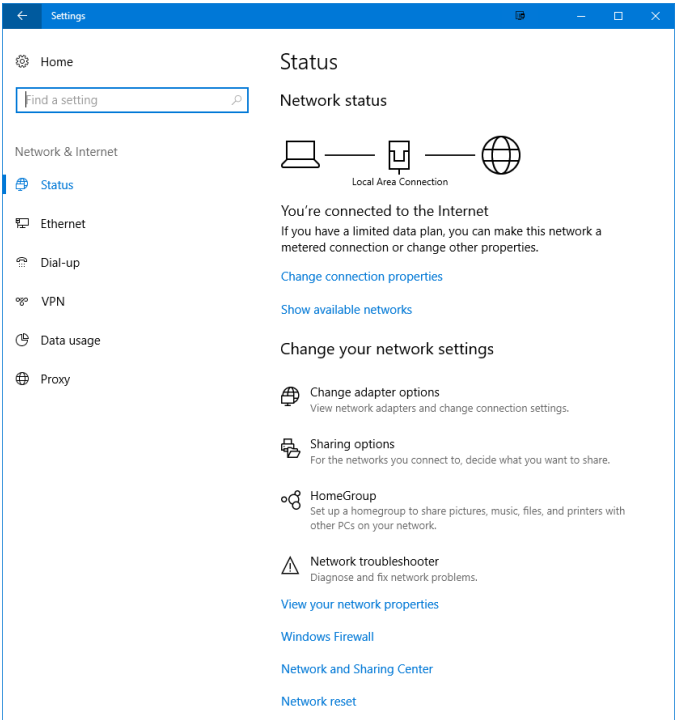 Settings
Home
Find a setting
Network & Internet
Status
Ethernet
Dial-up
VPN
Data usage
Proxy
Status
Network status
Local Area Connection
You're connected to the Internet
If you have a limited data plan, you can make this network a
metered connection or change other properties.
Change connection properties
Show available networks
Change your network settings
Change adapter options
View network adapters and change connection settings.
Sharing options
For the networks you connect to, decide what you want to share.
HomeGroup
Set up a homegroup to share pictures, music, files, and printers with
other PCs on your network.
Network troubleshooter
Diagnose and fix network problems.
View your network properties
Windows Firewall
Network and Sharing Center
Network reset